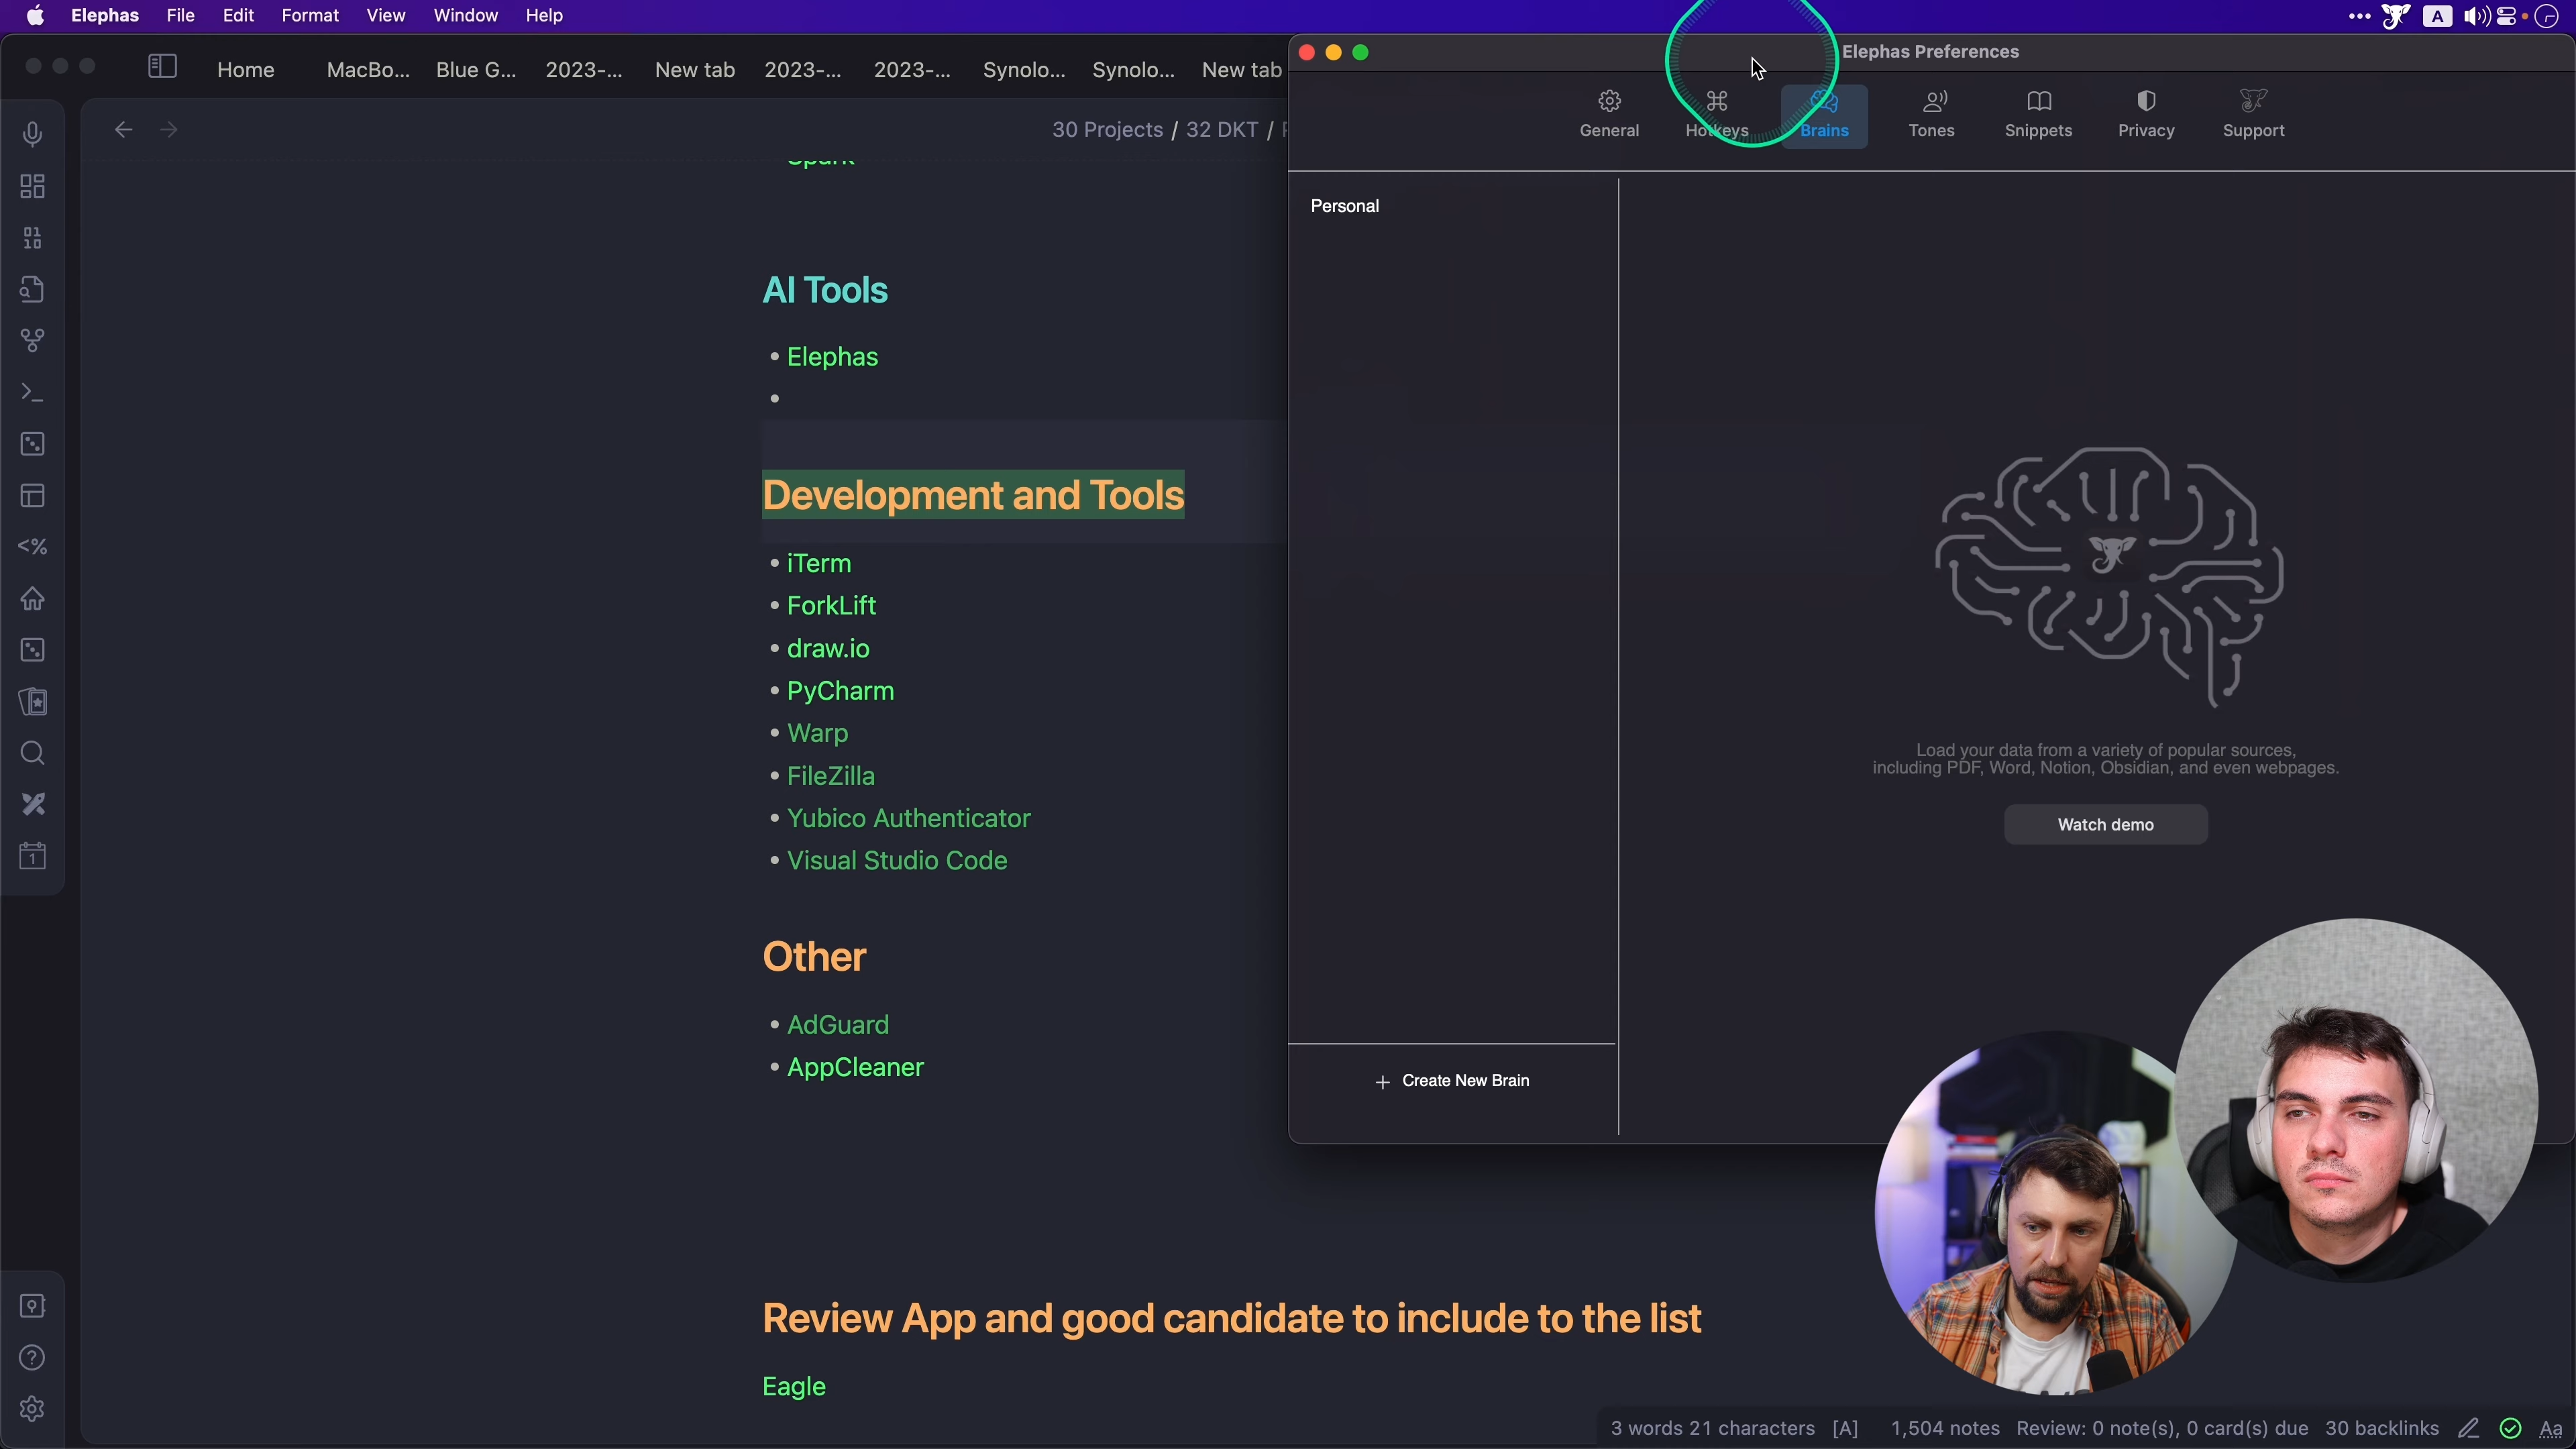 Elephas File Edit Format View Window Help
A
Home MacBo... Blue G... 2023-... New tab 2023-... 2023-... Synolo... Synolo... New tab
30 Projects / 32 DKT /
AI Tools
Elephas
Development and Tools
iTerm
ForkLift
draw.io
PyCharm
Warp
FileZilla
Yubico Authenticator
Visual Studio Code
Other
AdGuard
AppCleaner
Review App and good candidate to include to the list
Eagle
3 words 21 characters [A] 1,504 notes Review: 0 note(s), 0 card(s) due 30 backlinks Aa
Elephas Preferences
General Hotkeys Brains Tones Snippets Privacy Support
Personal
Load your data from a variety of popular sources,
including PDF, Word, Notion, Obsidian, and even webpages.
Watch demo
+ Create New Brain